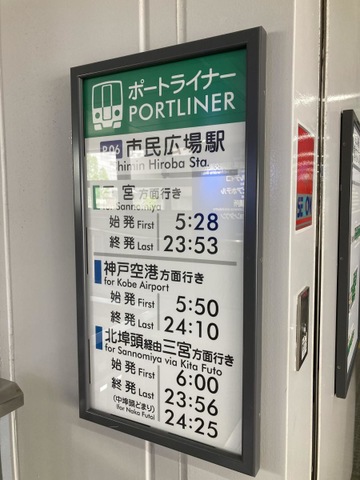 ポートライナー
PORTLINER
P06 市民広場駅
Shimin Hiroba Sta.
三宮方面行き
for Sannomiya
始発 First 5:28
終発 Last 23:53
神戸空港方面行き
for Kobe Airport
始発 First 5:50
終発 Last 24:10
北埠頭経由三宮方面行き
for Sannomiya via Kita Futo
始発 First 6:00
終発 Last 23:56
(中埠頭どまり) 24:25
(for Naka Futo)